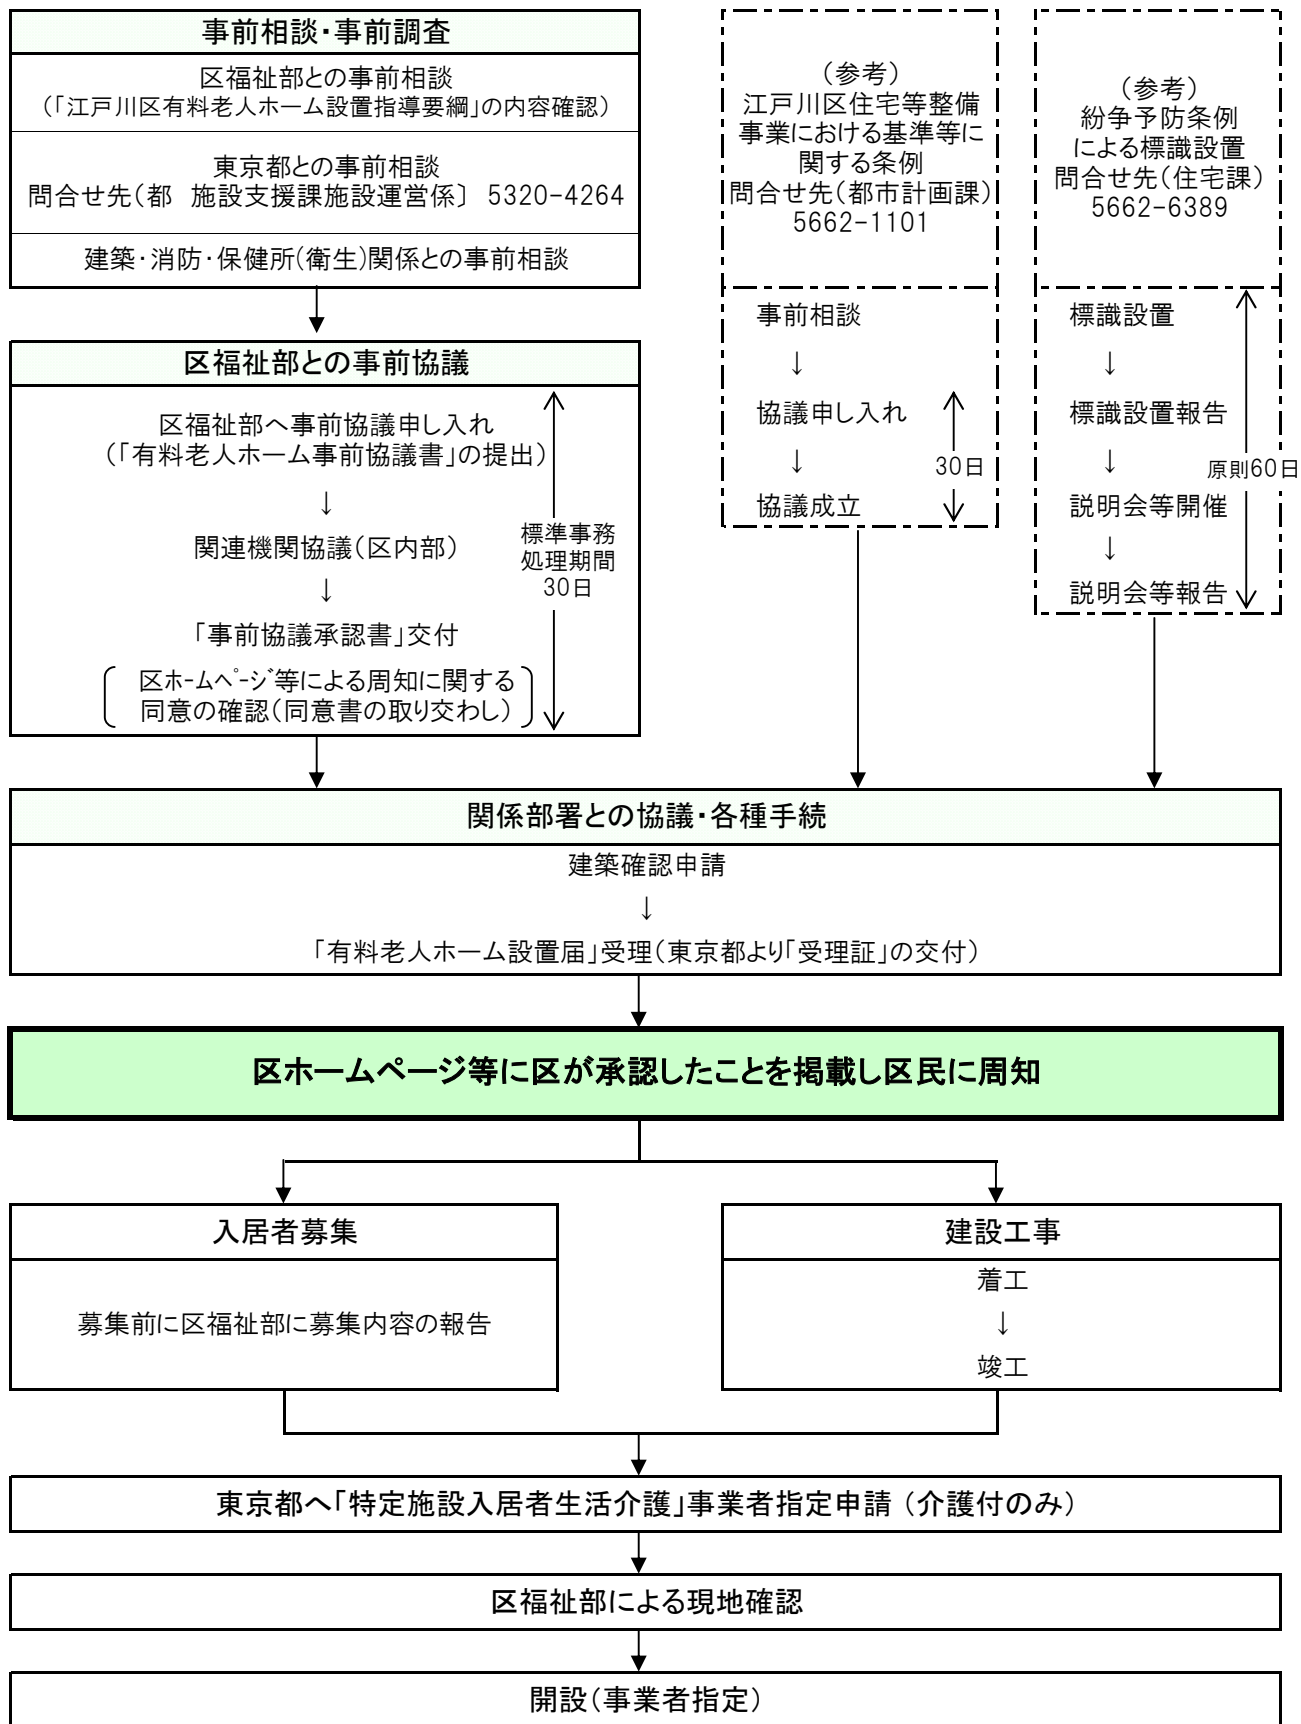 事前相談・事前調査
区福祉部との事前相談
（「江戸川区有料老人ホーム設置指導要綱」の内容確認）
東京都との事前相談
問合せ先（都　施設支援課施設運営係〕　5320-4264
建築・消防・保健所（衛生）関係との事前相談
区福祉部との事前協議
区福祉部へ事前協議申し入れ
（「有料老人ホーム事前協議書」の提出）
↓
関連機関協議（区内部）
↓
「事前協議承認書」交付
区ﾎｰﾑﾍﾟｰｼﾞ等による周知に関する
同意の確認（同意書の取り交わし）
標準事務
処理期間
30日
（参考）
江戸川区住宅等整備
事業における基準等に
関する条例
問合せ先（都市計画課）
5662-1101
事前相談
↓
協議申し入れ
↓
協議成立
30日
（参考）
紛争予防条例
による標識設置
問合せ先（住宅課）
5662-6389
標識設置
↓
標識設置報告
↓
説明会等開催
↓
説明会等報告
原則60日
関係部署との協議・各種手続
建築確認申請
↓
「有料老人ホーム設置届」受理（東京都より「受理証」の交付）
区ホームページ等に区が承認したことを掲載し区民に周知
入居者募集
募集前に区福祉部に募集内容の報告
建設工事
着工
↓
竣工
東京都へ「特定施設入居者生活介護」事業者指定申請（介護付のみ）
区福祉部による現地確認
開設（事業者指定）